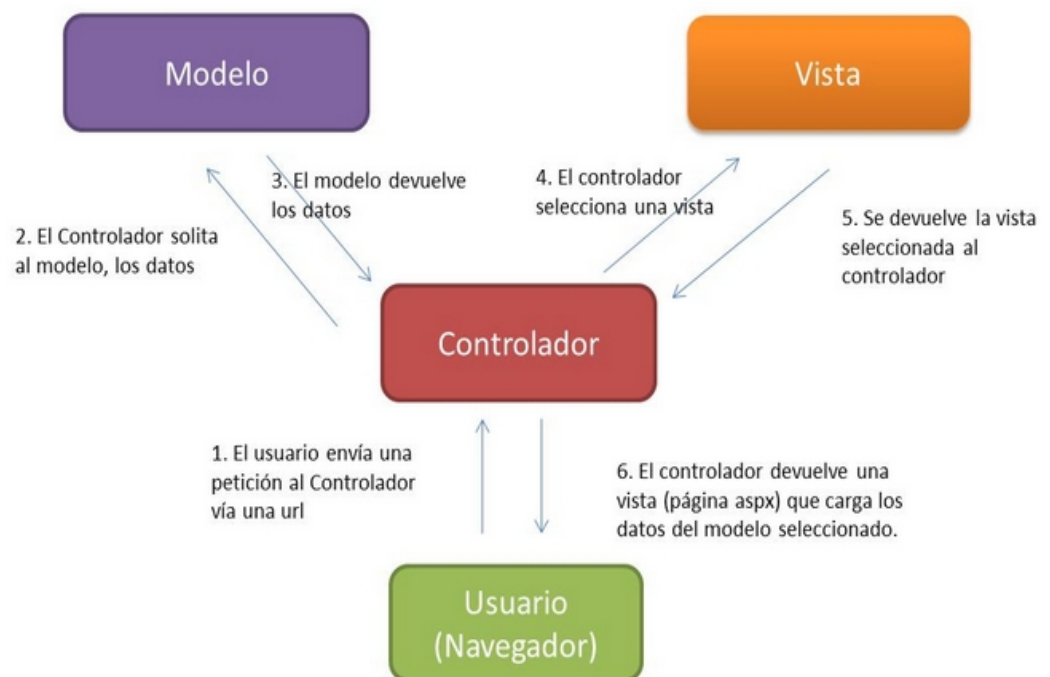 Modelo
Vista
3. El modelo devuelve
los datos
4. El controlador
selecciona una vista
2. El Controlador solita
al modelo, los datos
5. Se devuelve la vista
seleccionada al
controlador
Controlador
1. El usuario envía una
petición al Controlador
vía una url
6. El controlador devuelve una
vista (página aspx) que carga los
datos del modelo seleccionado.
Usuario
(Navegador)